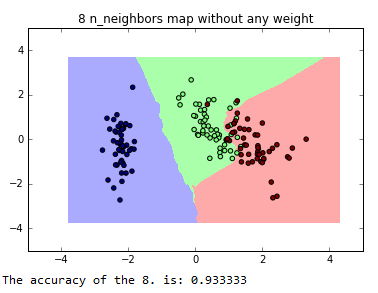 8 n_neighbors map without any weight
4
2
0
−2
−4
−4 −2 0 2 4
The accuracy of the 8. is: 0.933333